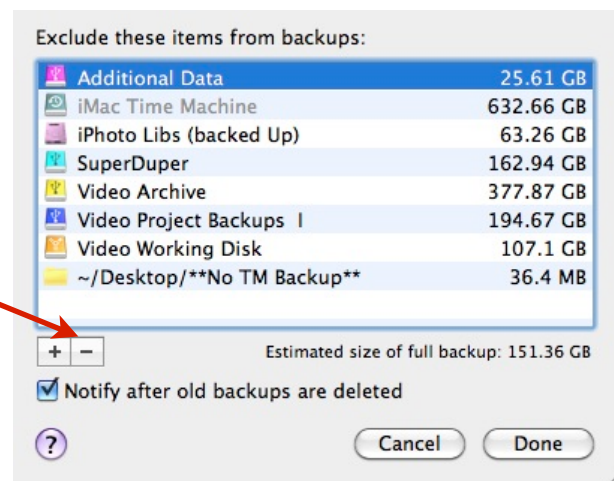 Exclude these items from backups:
Additional Data 25.61 GB
iMac Time Machine 632.66 GB
iPhoto Libs (backed Up) 63.26 GB
SuperDuper 162.94 GB
Video Archive 377.87 GB
Video Project Backups I 194.67 GB
Video Working Disk 107.1 GB
~/Desktop/**No TM Backup** 36.4 MB
+ − Estimated size of full backup: 151.36 GB
Notify after old backups are deleted
? Cancel Done